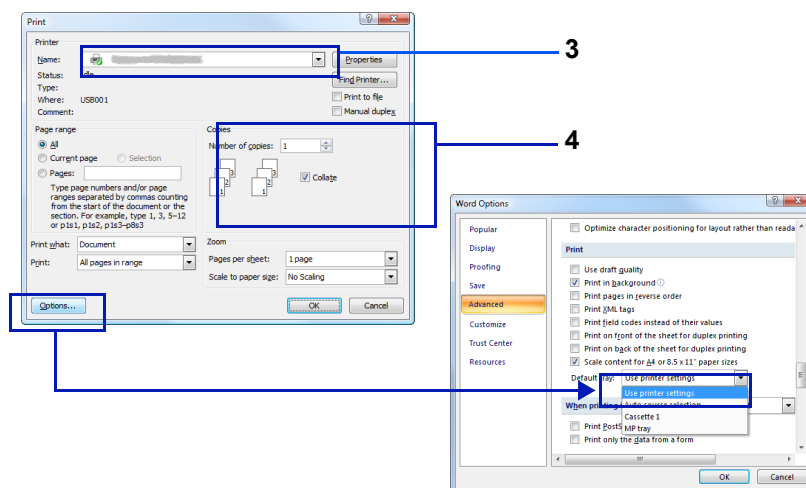 Print
Printer
Name:
Properties
Status: Idle
Find Printer...
Type:
Where: USB001
Print to file
Comment:
Manual duplex
3
Page range
All
Current page Selection
Pages:
Type page numbers and/or page
ranges separated by commas counting
from the start of the document or the
section. For example, type 1, 3, 5–12
or p1s1, p1s2, p1s3–p8s3
Copies
Number of copies: 1
Collate
3 3
2 2
1 1
4
Print what: Document
Print: All pages in range
Zoom
Pages per sheet: 1 page
Scale to paper size: No Scaling
Options...
OK Cancel
Word Options
Popular
Display
Proofing
Save
Advanced
Customize
Trust Center
Resources
Optimize character positioning for layout rather than reada
Print
Use draft quality
Print in background
Print pages in reverse order
Print XML tags
Print field codes instead of their values
Print on front of the sheet for duplex printing
Print on back of the sheet for duplex printing
Scale content for A4 or 8.5 x 11" paper sizes
Default tray: Use printer settings
Use printer settings
Auto source selection
Cassette 1
MP tray
When printing
Print PostS
Print only the data from a form
OK Cancel